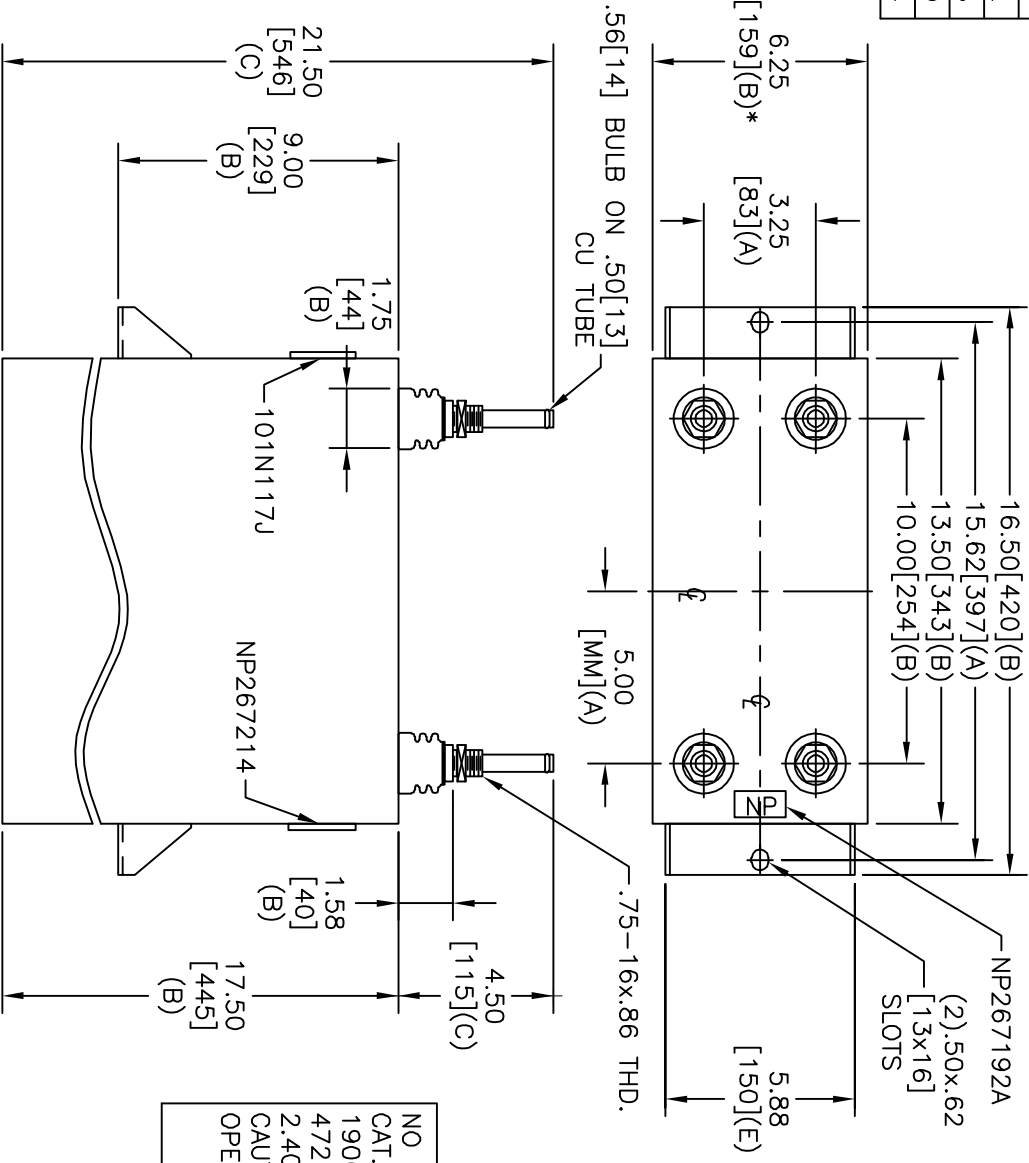 16.50[420](B)
15.62[397](A)
13.50[343](B)
10.00[254](B)
NP267192A
(2).50x.62
[13x16]
SLOTS
6.25
[159](B)*
3.25
[83](A)
5.88
[150](E)
NP
5.00
[MM](A)
.56[14] BULB ON .50[13]
CU TUBE
.75-16x.86 THD.
21.50
[546]
(C)
9.00
[229]
(B)
1.75
[44]
(B)
101N117J
NP267214
1.58
[40]
(B)
4.50
[115](C)
17.50
[445]
(B)
NO
CAT.
190
472
2.40
CAU
OPE